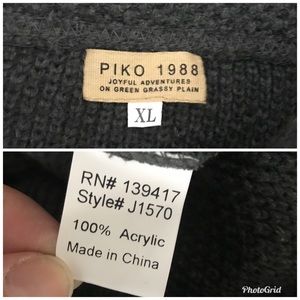 PIKO 1988
JOYFUL ADVENTURES
ON GREEN GRASSY PLAIN
XL
RN# 139417
Style# J1570
100% Acrylic
Made in China
PhotoGrid